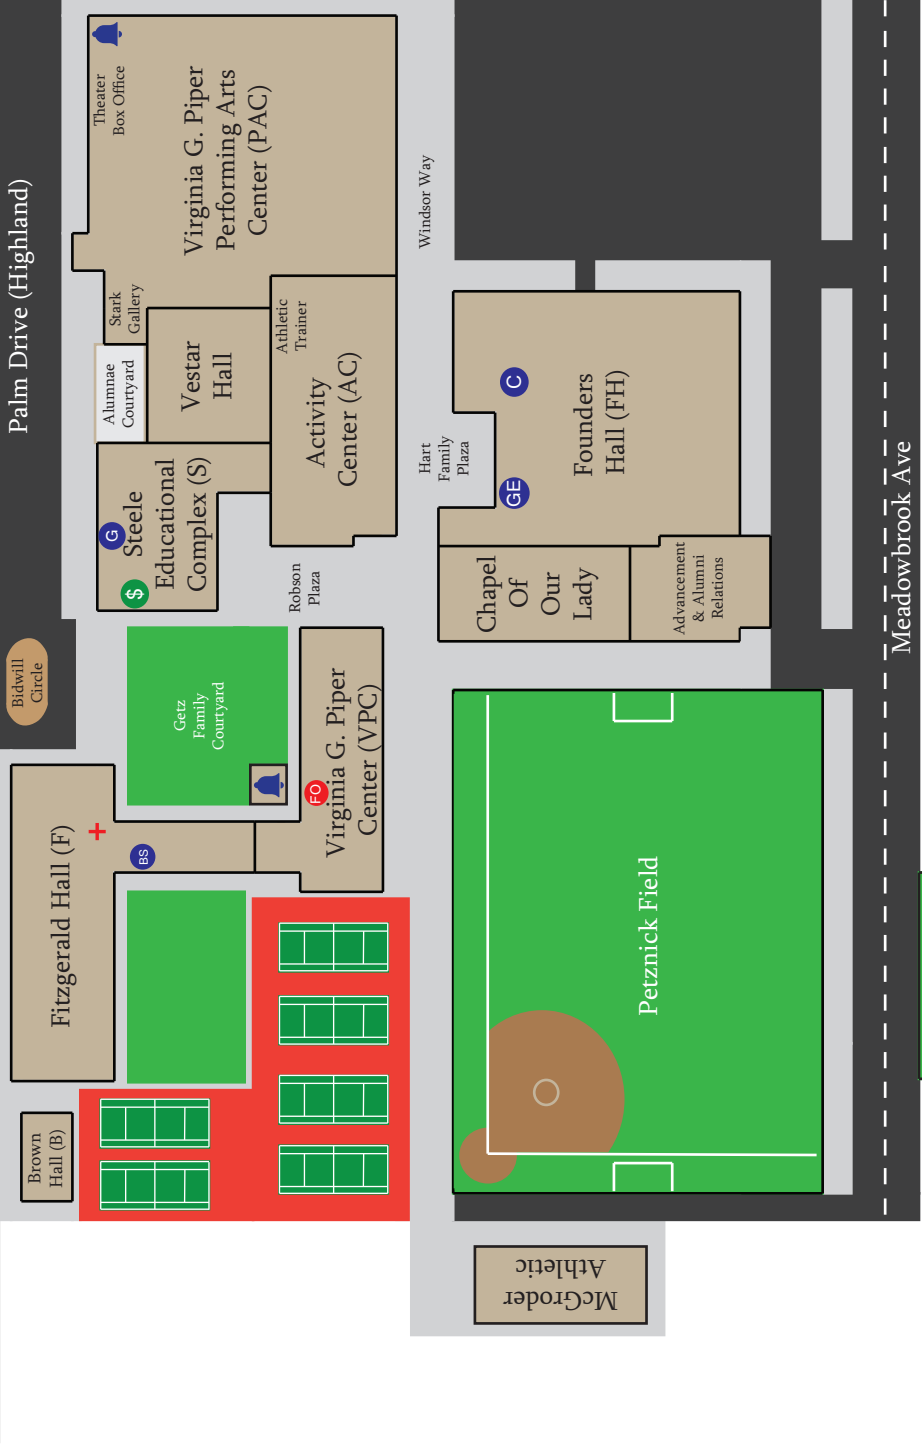 Palm Drive (Highland)
Theater
Box Office
Virginia G. Piper
Performing Arts
Center (PAC)
Windsor Way
Stark
Gallery
Alumnae
Courtyard
Vestar
Hall
Athletic
Trainer
Activity
Center (AC)
G
$
Steele
Educational
Complex (S)
Robson
Plaza
Hart
Family
Plaza
C
GE
Founders
Hall (FH)
Chapel
Of
Our
Lady
Advancement
& Alumni
Relations
Meadowbrook Ave
Bidwill
Circle
Getz
Family
Courtyard
FO
Virginia G. Piper
Center (VPC)
BS
Fitzgerald Hall (F)
Petznick Field
Brown
Hall (B)
McGroder
Athletic